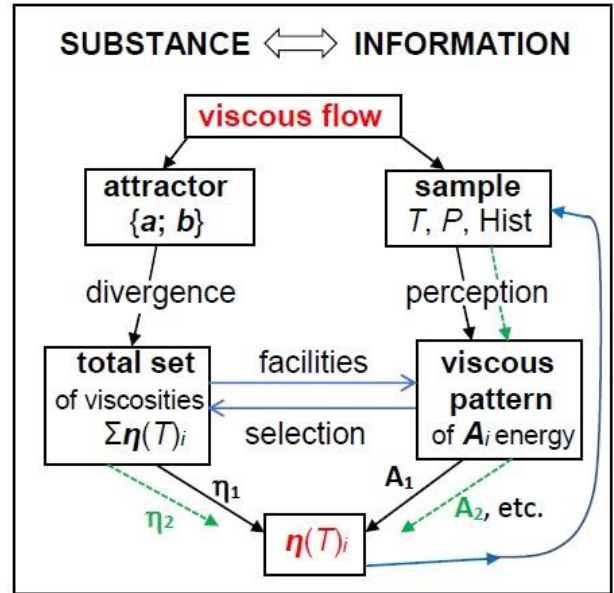 SUBSTANCE ⇔ INFORMATION
viscous flow
attractor
{a; b}
sample
T, P, Hist
divergence
perception
total set
of viscosities
Ση(T)i
facilities
selection
viscous
pattern
of Ai energy
η1
A1
η2
A2, etc.
η(T)i